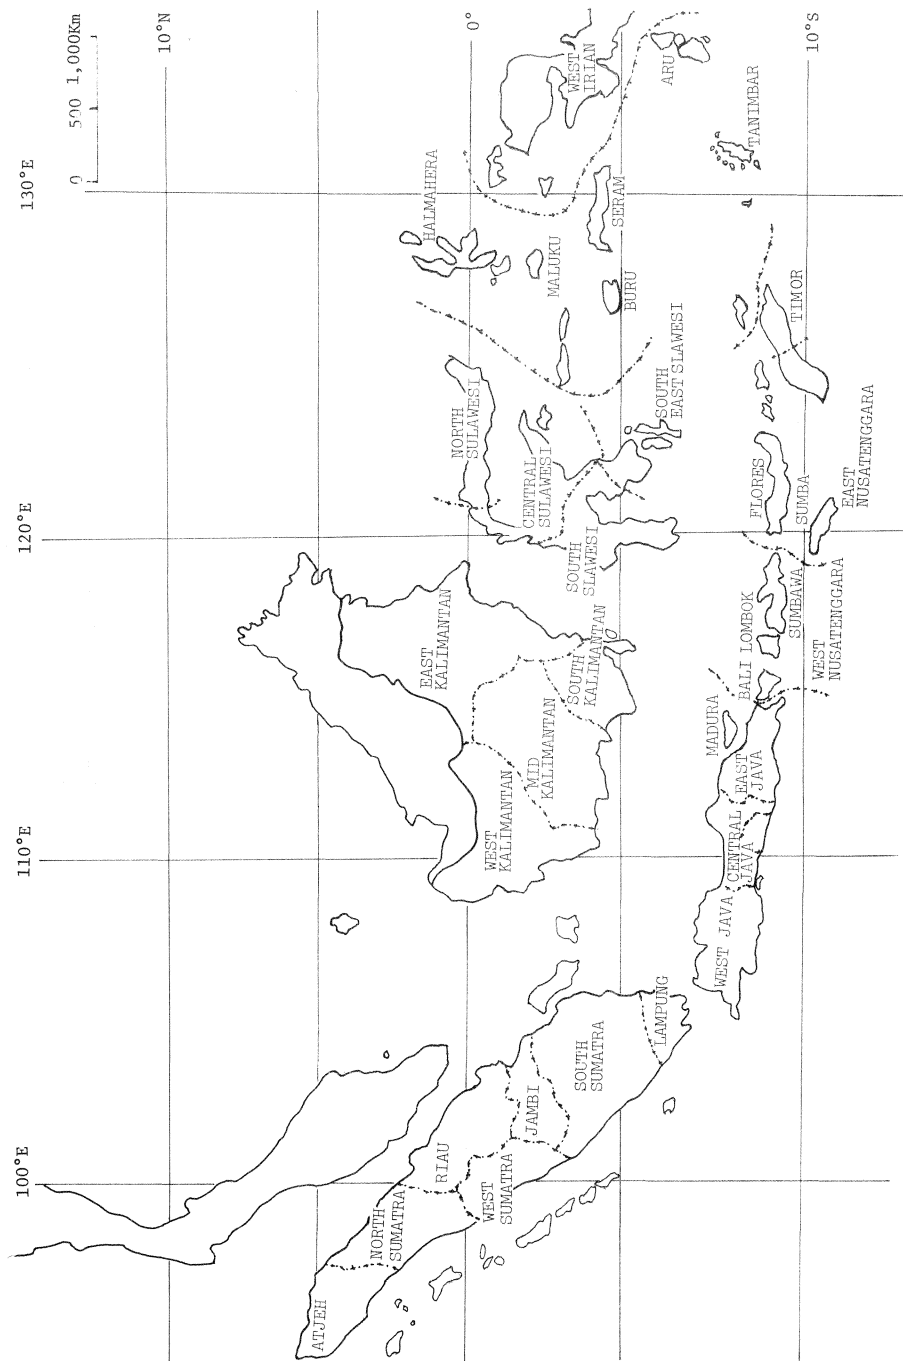 100°E
110°E
120°E
130°E
0 500 1,000Km
10°N
0°
10°S
ATJEH
NORTH
SUMATRA
RIAU
WEST
SUMATRA
JAMBI
SOUTH
SUMATRA
LAMPUNG
WEST
KALIMANTAN
MID
KALIMANTAN
EAST
KALIMANTAN
SOUTH
KALIMANTAN
WEST JAVA
CENTRAL
JAVA
EAST
JAVA
MADURA
BALI
LOMBOK
SUMBAWA
WEST
NUSATENGGARA
NORTH
SULAWESI
CENTRAL
SULAWESI
SOUTH
SLAWESI
SOUTH
EAST SLAWESI
FLORES
SUMBA
EAST
NUSATENGGARA
TIMOR
HALMAHERA
MALUKU
BURU
SERAM
WEST
IRIAN
ARU
TANIMBAR